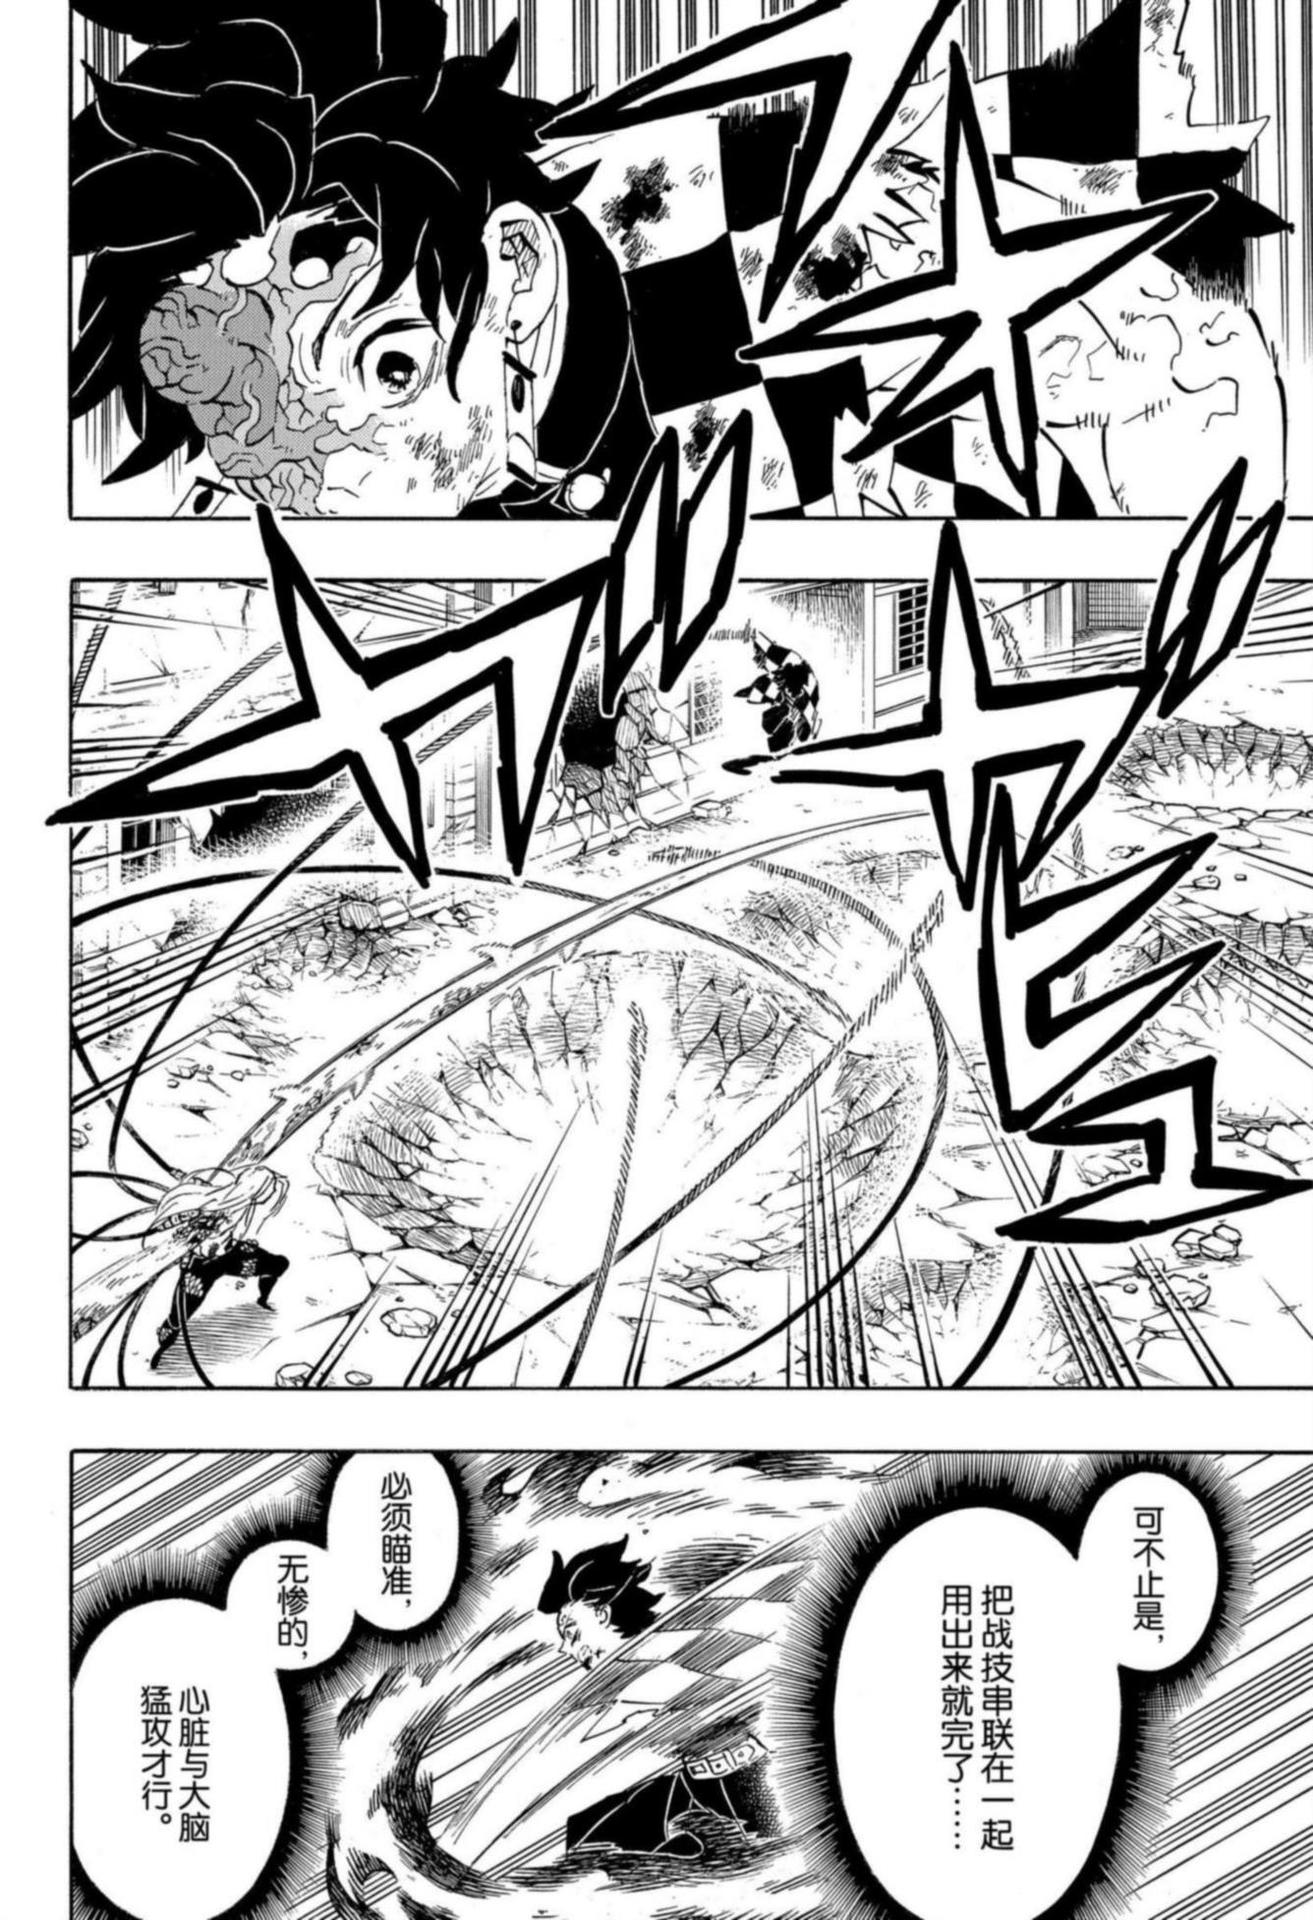 可不止是,
把战技串联在一起
用出来就完了……
必须瞄准,
无惨的,
心脏与大脑
猛攻才行。